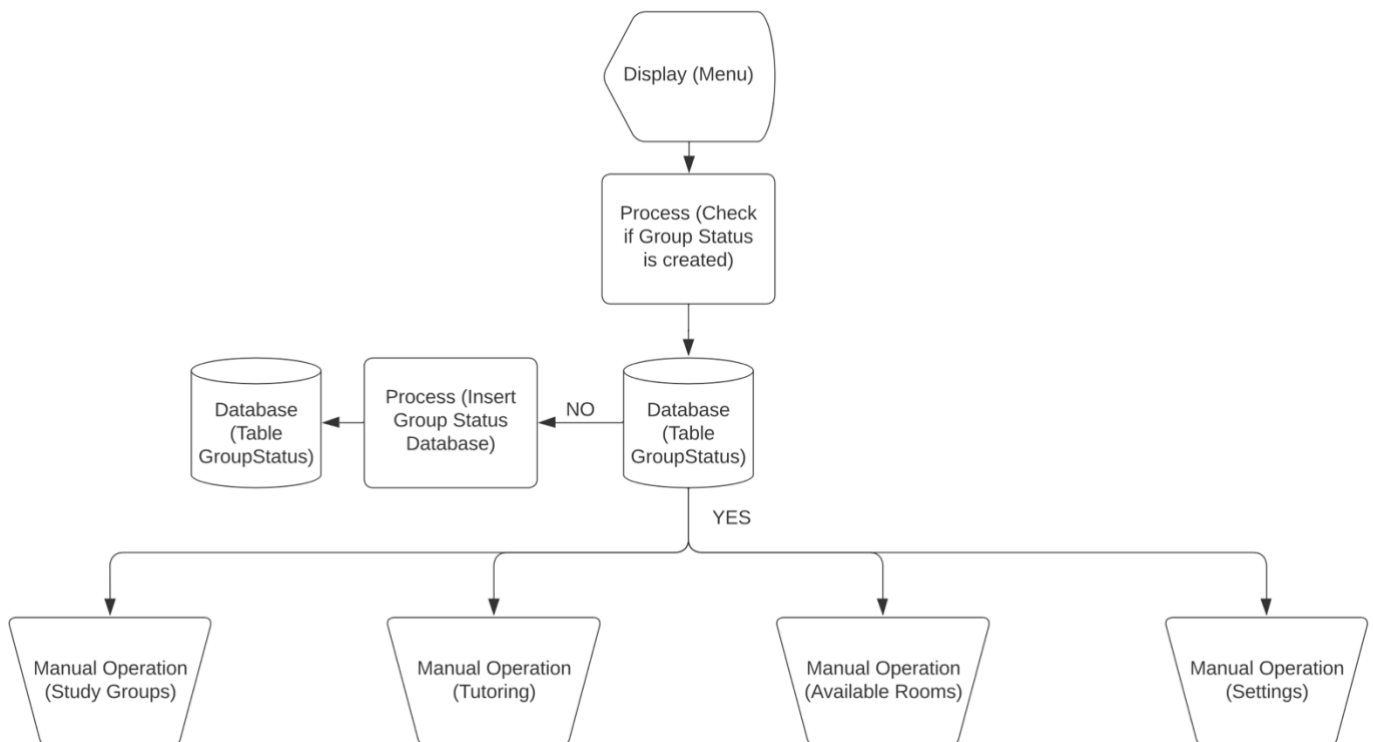 Display (Menu)
Process (Check
if Group Status
is created)
Database
(Table
GroupStatus)
Process (Insert
Group Status
Database)
NO
Database
(Table
GroupStatus)
YES
Manual Operation
(Study Groups)
Manual Operation
(Tutoring)
Manual Operation
(Available Rooms)
Manual Operation
(Settings)